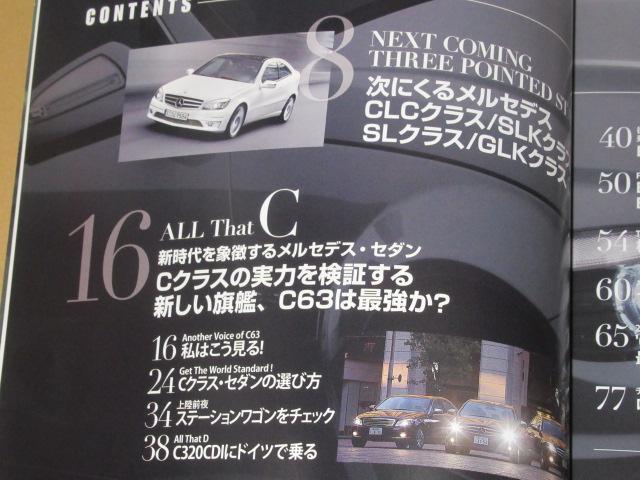 CONTENTS
8
NEXT COMING
THREE POINTED
次にくるメルセデス
CLCクラス/SLKクラ
SLクラス/GLKクラス
16
ALL That C
新時代を象徴するメルセデス・セダン
Cクラスの実力を検証する
新しい旗艦、C63は最強か?
Another Voice of C63
16 私はこう見る!
Get The World Standard!
24 Cクラス・セダンの選び方
上陸前夜
34 ステーションワゴンをチェック
All That D
38 C320CDIにドイツで乗る
40
50
54
60
65
77